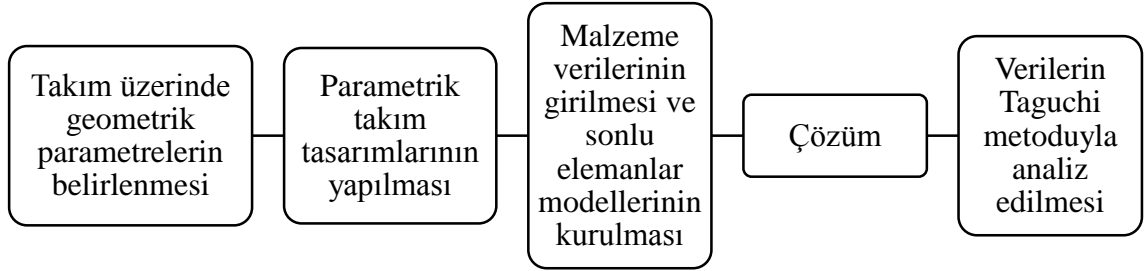 Takım üzerinde
geometrik
parametrelerin
belirlenmesi
Parametrik
takım
tasarımlarının
yapılması
Malzeme
verilerinin
girilmesi ve
sonlu
elemanlar
modellerinin
kurulması
Çözüm
Verilerin
Taguchi
metoduyla
analiz
edilmesi